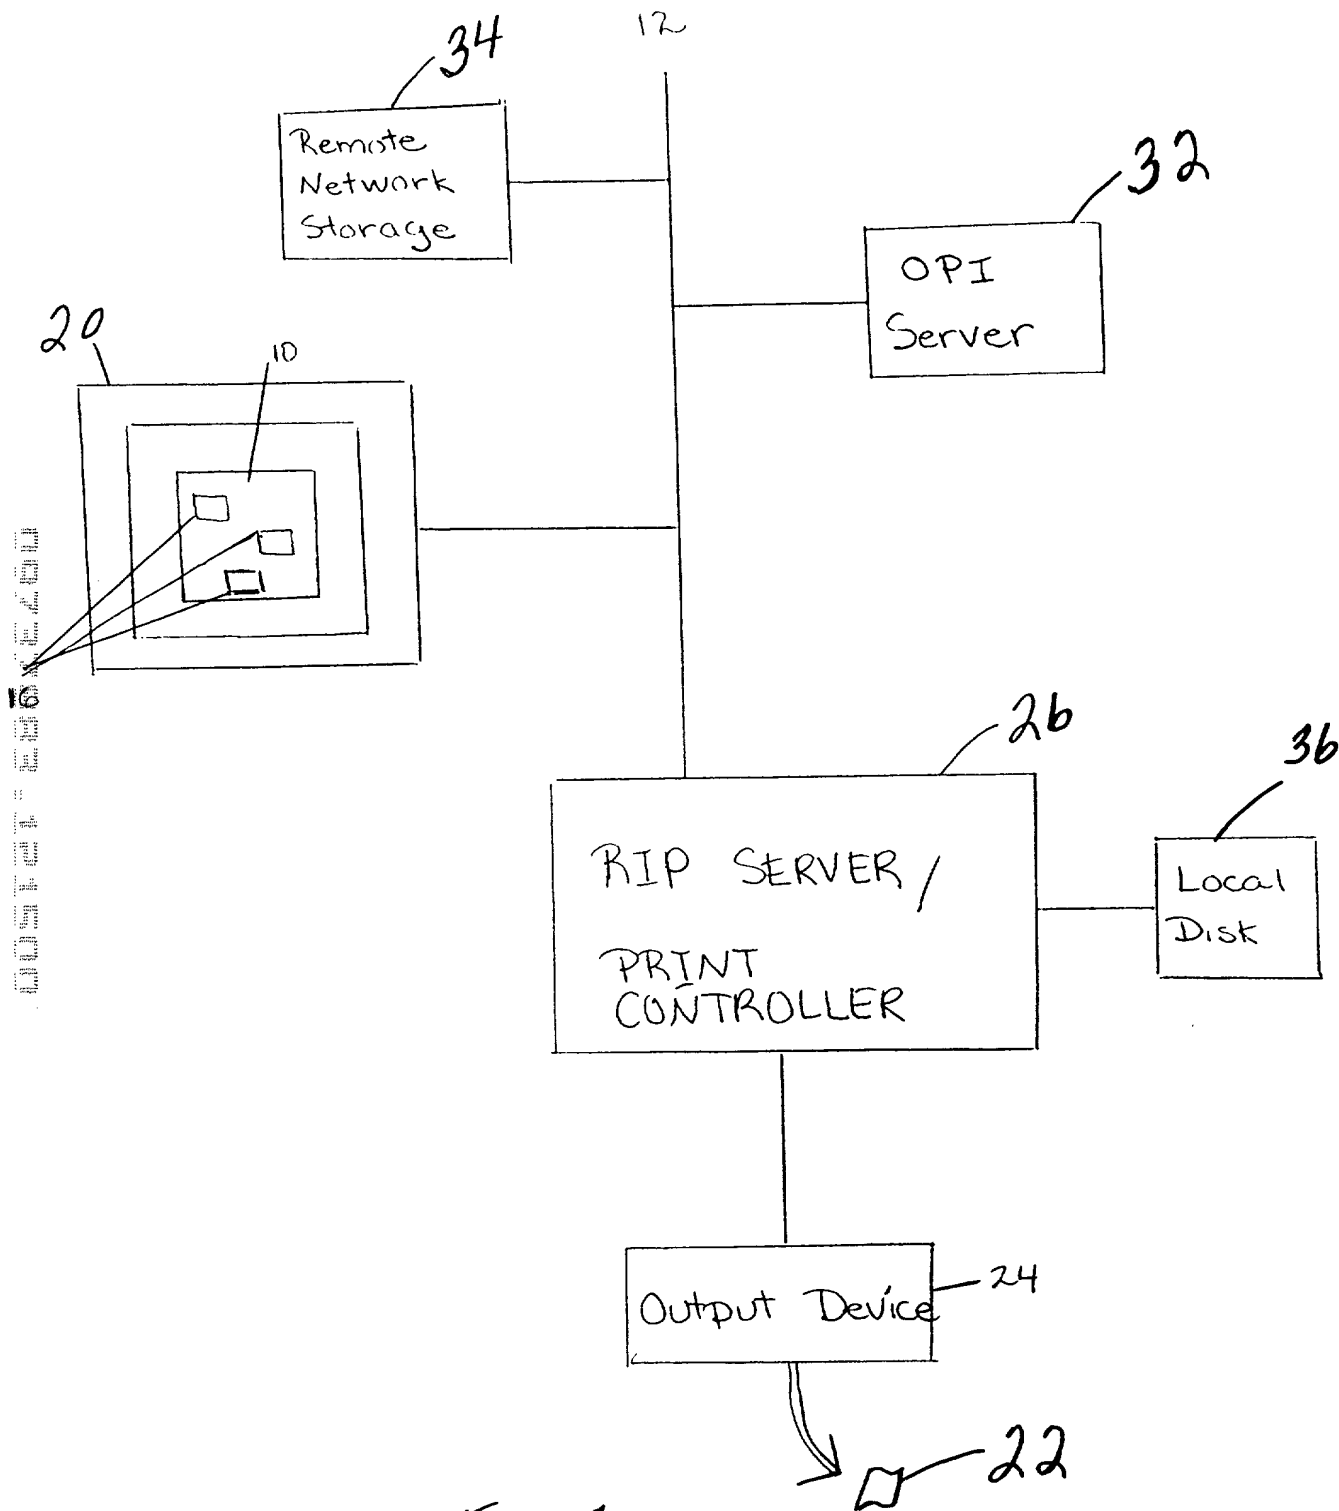 34
12
Remote
Network
Storage
32
OPI
Server
20
10
16
26
36
RIP SERVER/
PRINT
CONTROLLER
Local
Disk
Output Device
24
22